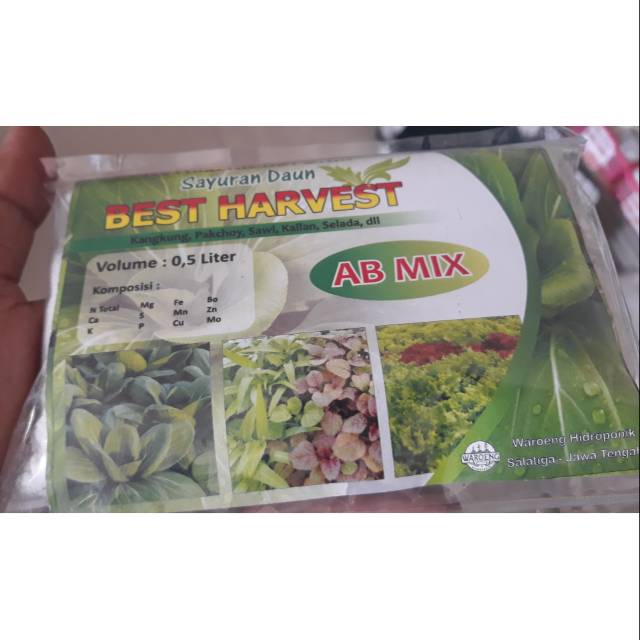 Sayuran Daun
BEST HARVEST
Kangkung, Pakchoy, Sawi, Kailan, Selada, dll
Volume : 0,5 Liter
Komposisi :
N Total Mg Fe Bo
Ca S Mn Zn
K P Cu Mo
AB MIX
WAROENG
Waroeng Hidroponik
Salatiga - Jawa Tengah